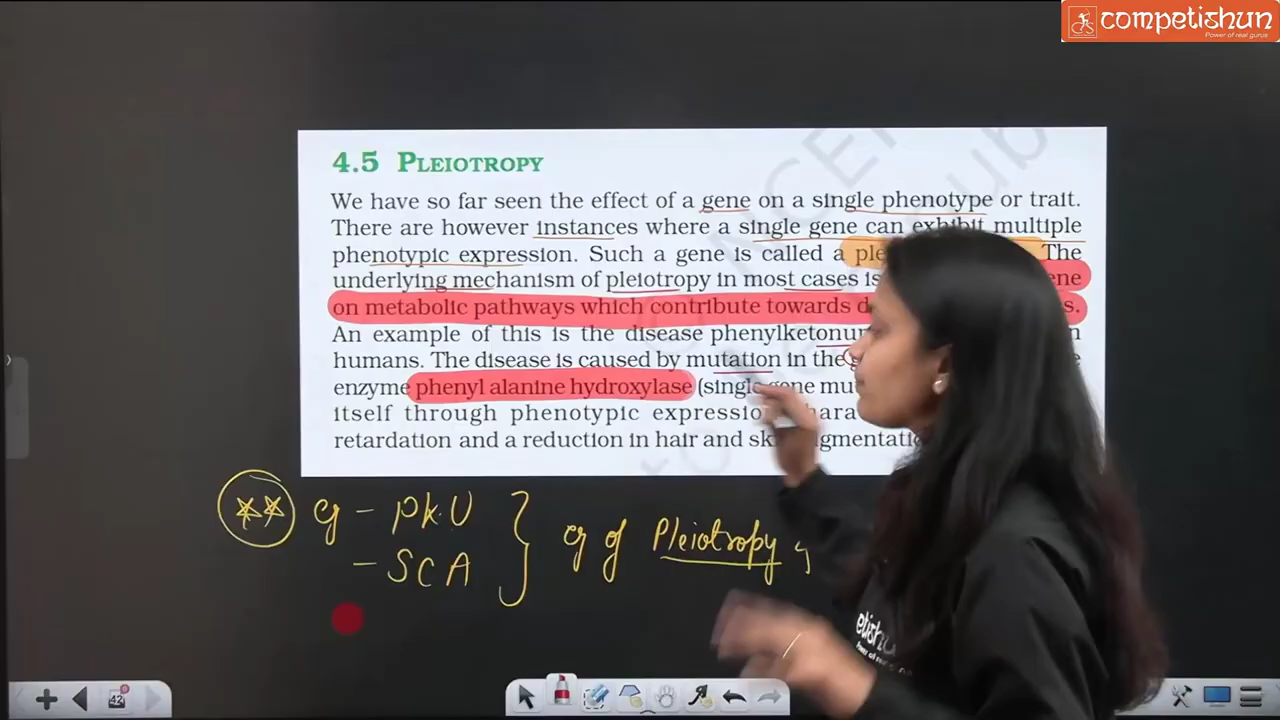 competishun
Power of real gurus
4.5 PLEIOTROPY
We have so far seen the effect of a gene on a single phenotype or trait.
There are however instances where a single gene can exhibit multiple
phenotypic expression. Such a gene is called a The
underlying mechanism of pleiotropy in most cases is
on metabolic pathways which contribute towards
An example of this is the disease
humans. The disease is caused by mutation in the
enzyme phenyl alanine hydroxylase (single gene
itself through phenotypic
retardation and a reduction in hair and
** eg - PKU
- SCA
eg of Pleiotropy
42